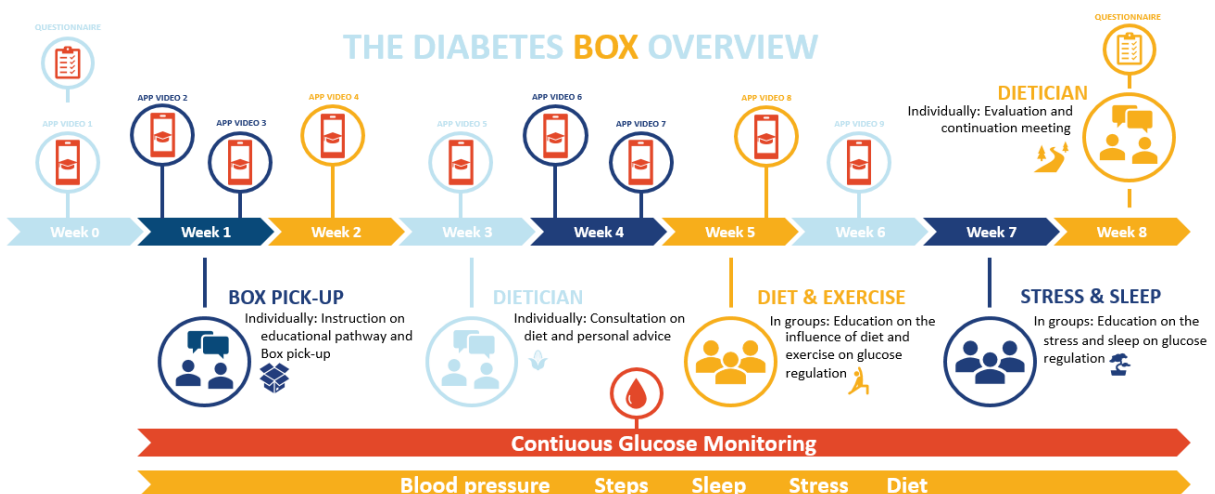 THE DIABETES BOX OVERVIEW
QUESTIONNAIRE
APP VIDEO 1
APP VIDEO 2
APP VIDEO 3
APP VIDEO 4
APP VIDEO 5
APP VIDEO 6
APP VIDEO 7
APP VIDEO 8
APP VIDEO 9
QUESTIONNAIRE
DIETICIAN
Individually: Evaluation and
continuation meeting
Week 0
Week 1
Week 2
Week 3
Week 4
Week 5
Week 6
Week 7
Week 8
BOX PICK-UP
Individually: Instruction on
educational pathway and
Box pick-up
DIETICIAN
Individually: Consultation on
diet and personal advice
DIET & EXERCISE
In groups: Education on the
influence of diet and
exercise on glucose
regulation
STRESS & SLEEP
In groups: Education on the
stress and sleep on glucose
regulation
Contiuous Glucose Monitoring
Blood pressure Steps Sleep Stress Diet